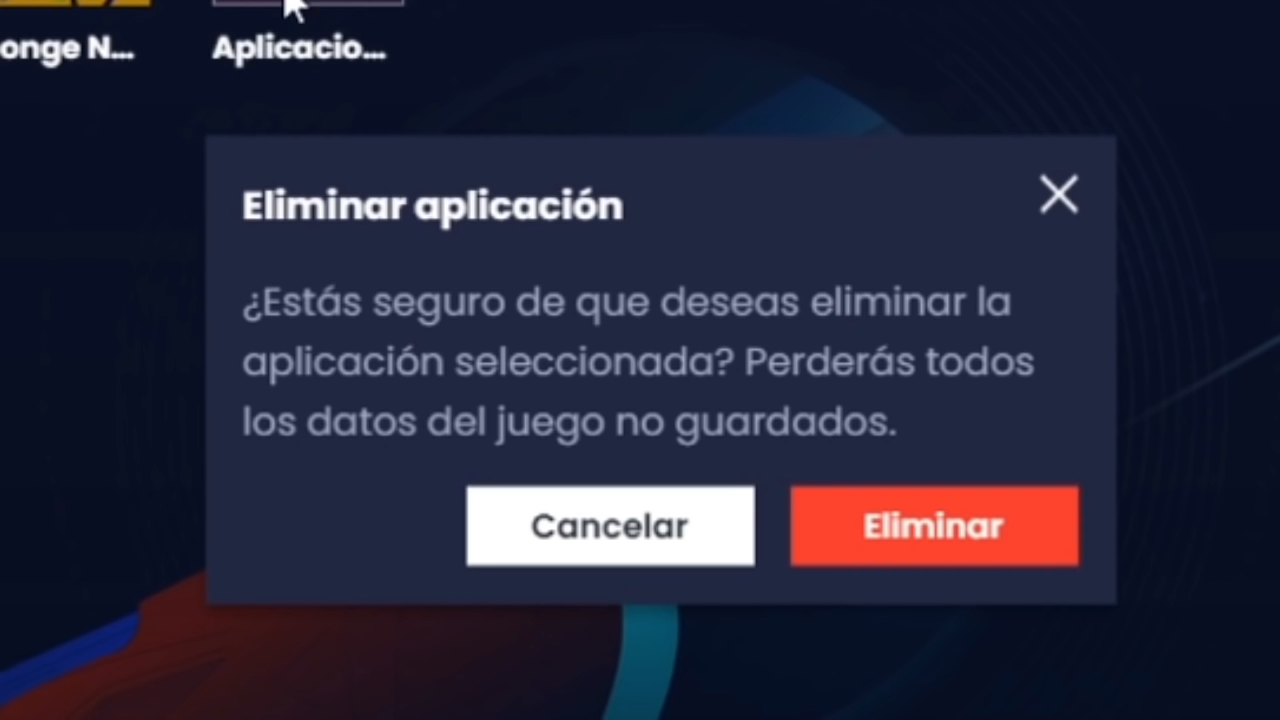 onge N...
Aplicacio...
Eliminar aplicación
¿Estás seguro de que deseas eliminar la
aplicación seleccionada? Perderás todos
los datos del juego no guardados.
Cancelar
Eliminar